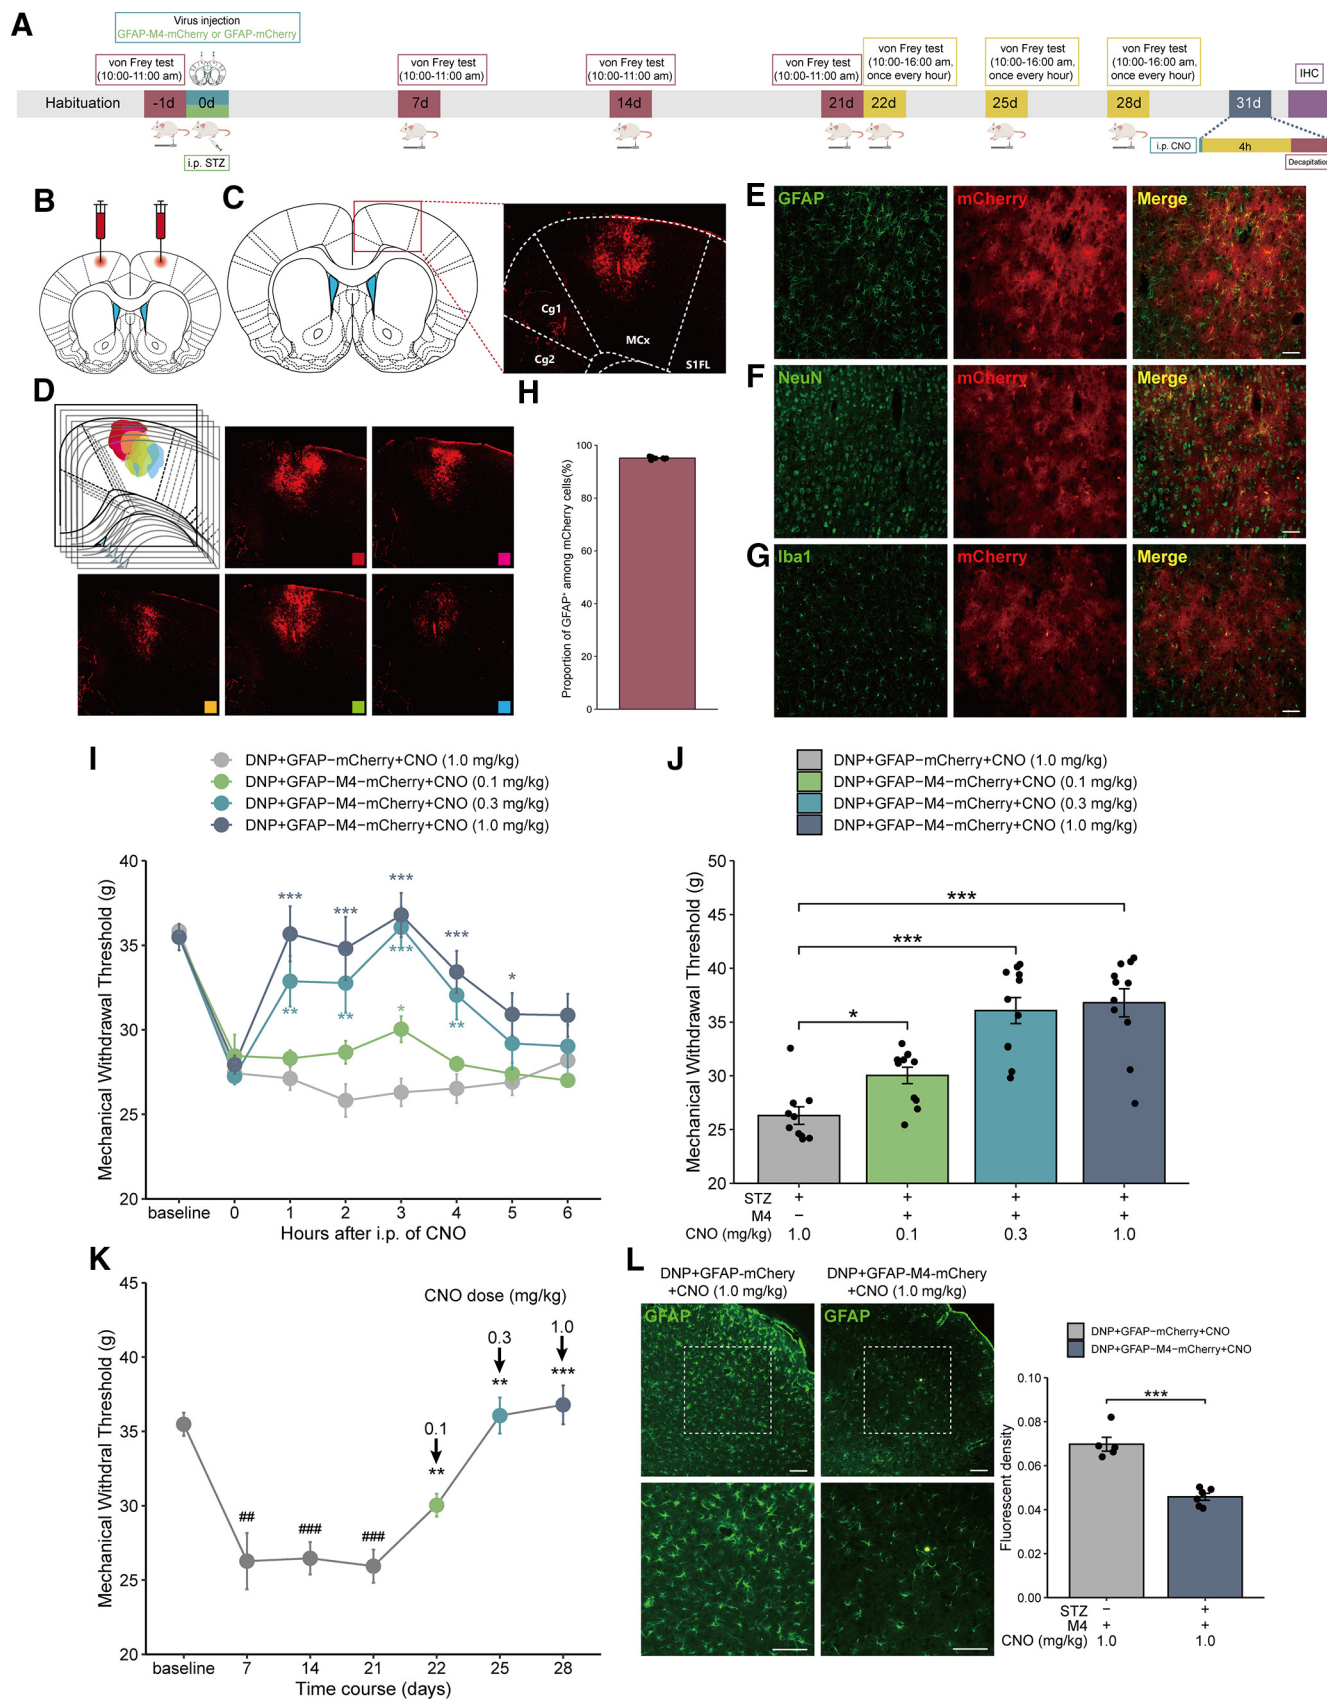 A
Virus injection
GFAP-M4-mCherry or GFAP-mCherry
von Frey test
(10:00-11:00 am)
von Frey test
(10:00-11:00 am)
von Frey test
(10:00-11:00 am)
von Frey test
(10:00-11:00 am)
von Frey test
(10:00-16:00 am,
once every hour)
von Frey test
(10:00-16:00 am,
once every hour)
von Frey test
(10:00-16:00 am,
once every hour)
IHC
Habituation -1d 0d 7d 14d 21d 22d 25d 28d 31d
i.p. STZ
i.p. CNO 4h
Decapitation
B
C
Cg1
Cg2
MCx
S1FL
D
E
GFAP mCherry Merge
F
NeuN mCherry Merge
G
Iba1 mCherry Merge
H
Proportion of GFAP⁺ among mCherry cells(%)
100
80
60
40
20
0
I
DNP+GFAP−mCherry+CNO (1.0 mg/kg)
DNP+GFAP−M4−mCherry+CNO (0.1 mg/kg)
DNP+GFAP−M4−mCherry+CNO (0.3 mg/kg)
DNP+GFAP−M4−mCherry+CNO (1.0 mg/kg)
Mechanical Withdrawal Threshold (g)
40
35
30
25
20
*** *** *** *** *
** ** *** **
*
baseline 0 1 2 3 4 5 6
Hours after i.p. of CNO
J
DNP+GFAP−mCherry+CNO (1.0 mg/kg)
DNP+GFAP−M4−mCherry+CNO (0.1 mg/kg)
DNP+GFAP−M4−mCherry+CNO (0.3 mg/kg)
DNP+GFAP−M4−mCherry+CNO (1.0 mg/kg)
Mechanical Withdrawal Threshold (g)
50
45
40
35
30
25
20
***
***
*
STZ + + + +
M4 − + + +
CNO (mg/kg) 1.0 0.1 0.3 1.0
K
Mechanical Withdral Threshold (g)
45
40
35
30
25
20
CNO dose (mg/kg)
0.1 0.3 1.0
** ** ***
## ### ###
baseline 7 14 21 22 25 28
Time course (days)
L
DNP+GFAP-mChery
+CNO (1.0 mg/kg)
DNP+GFAP-M4-mChery
+CNO (1.0 mg/kg)
GFAP GFAP
DNP+GFAP−mCherry+CNO
DNP+GFAP−M4−mCherry+CNO
Fluorescent density
0.10
0.08
0.06
0.04
0.02
0.00
***
STZ − +
M4 + +
CNO (mg/kg) 1.0 1.0